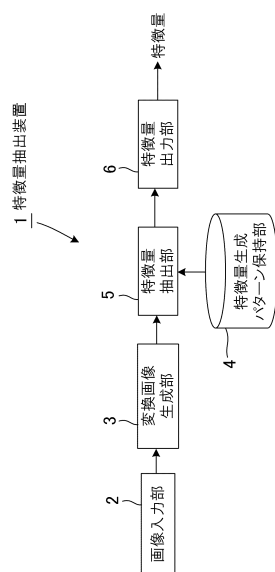 1 特徴量抽出装置
2
画像入力部
3
変換画像
生成部
5
特徴量
抽出部
6
特徴量
出力部
特徴量
4
特徴量生成
パターン保持部